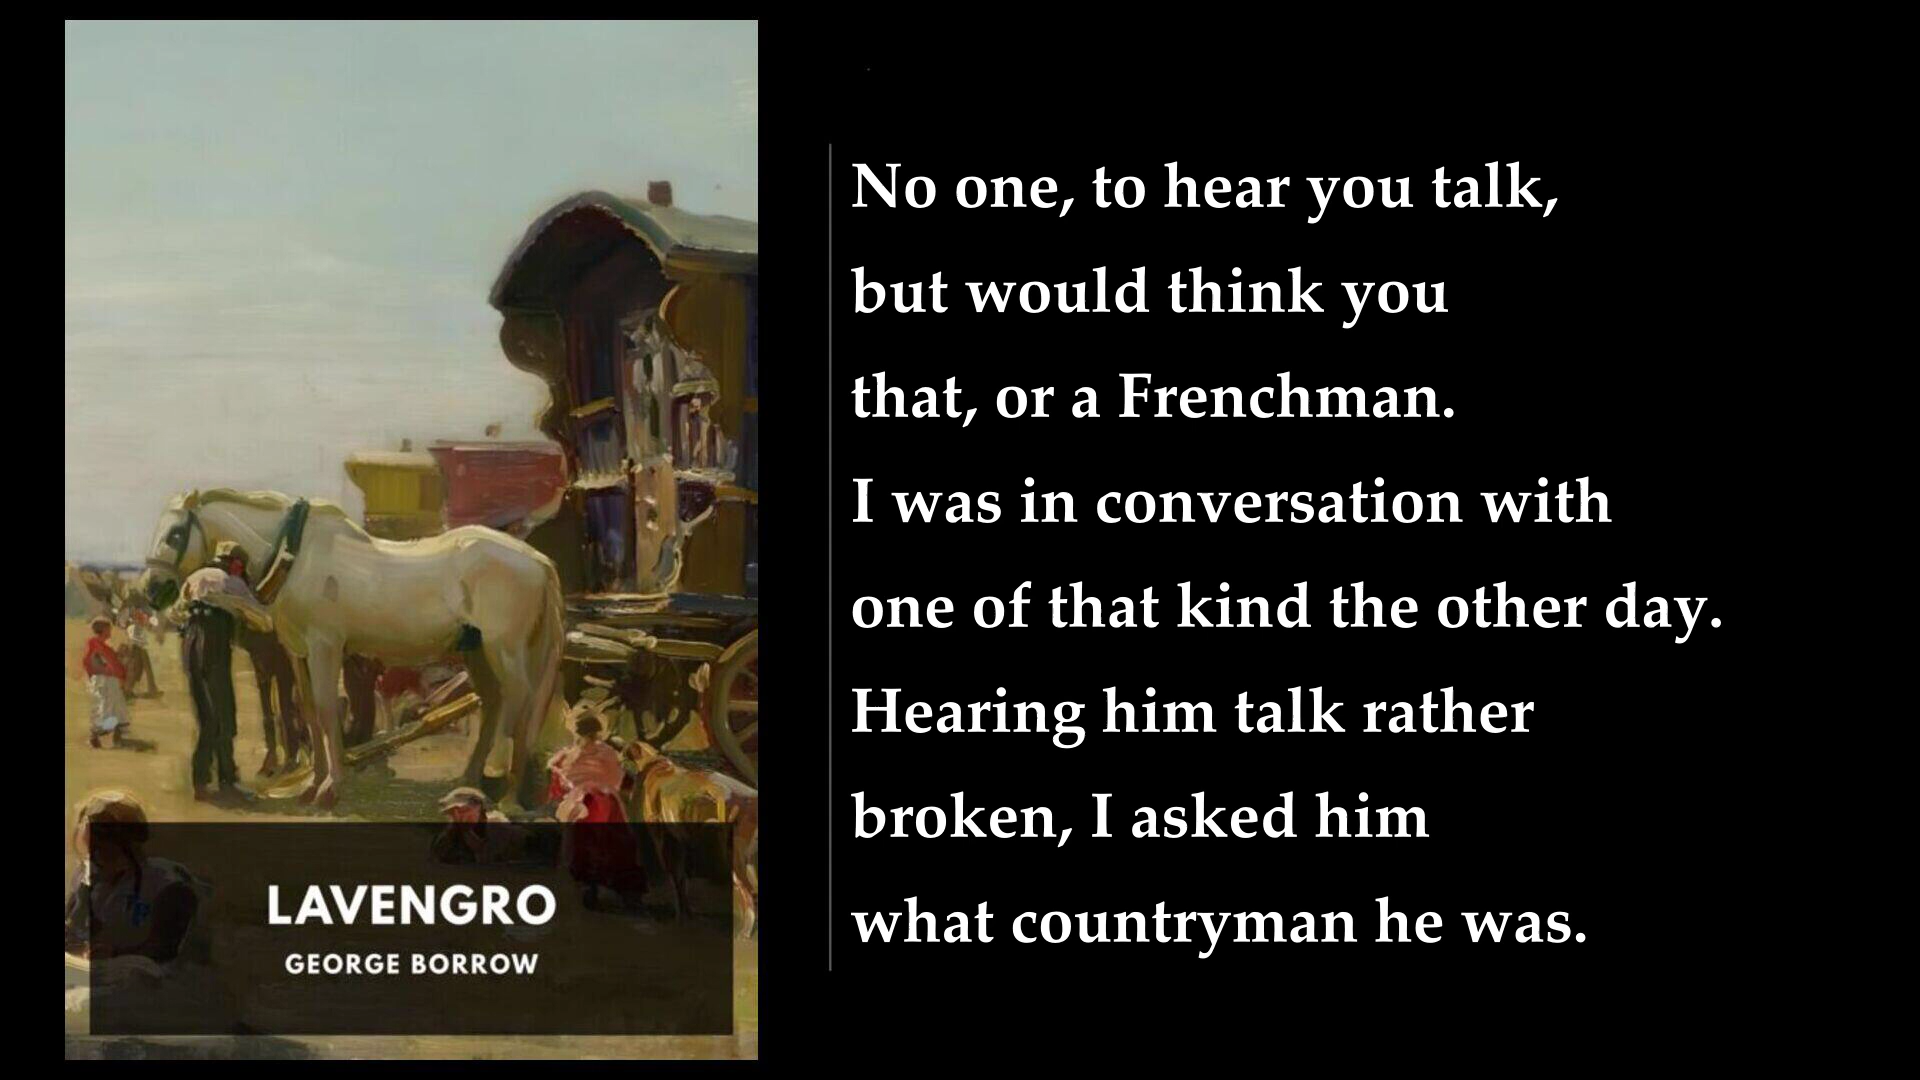 LAVENGRO
GEORGE BORROW
No one, to hear you talk,
but would think you
that, or a Frenchman.
I was in conversation with
one of that kind the other day.
Hearing him talk rather
broken, I asked him
what countryman he was.